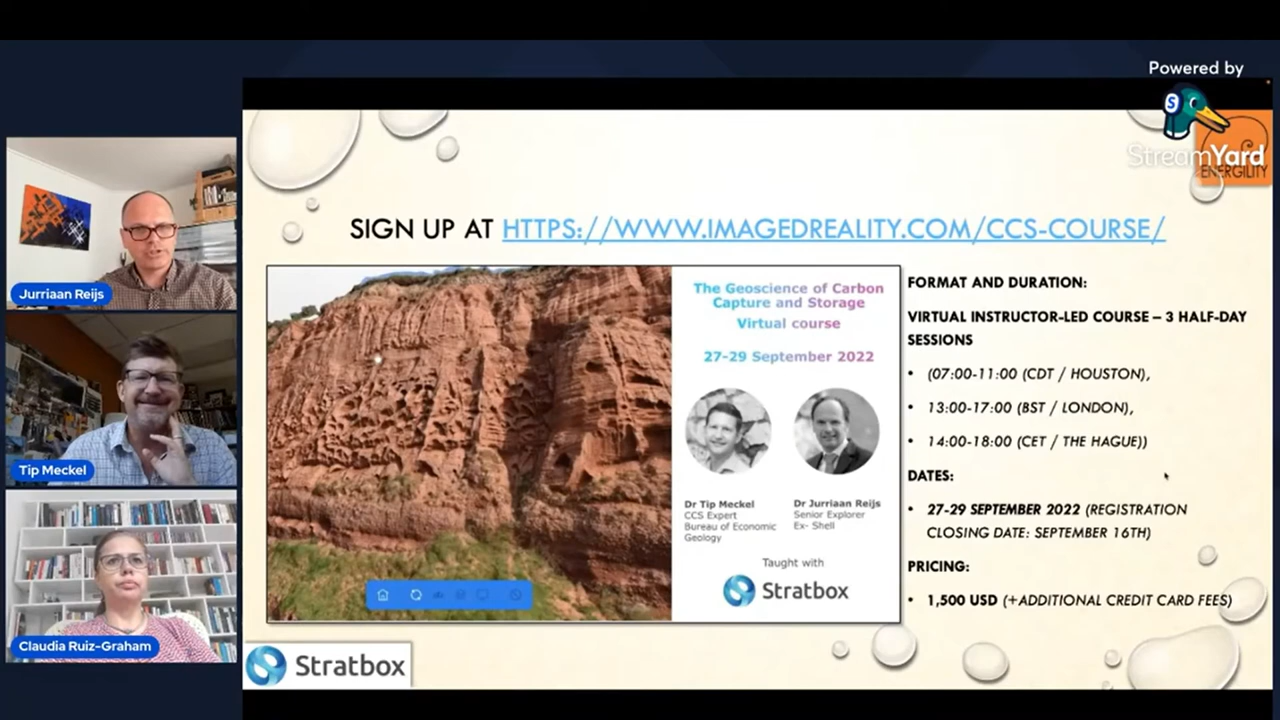 Powered by
StreamYard
ENERGILITY
SIGN UP AT HTTPS://WWW.IMAGEDREALITY.COM/CCS-COURSE/
Jurriaan Reijs
Tip Meckel
Claudia Ruiz-Graham
The Geoscience of Carbon
Capture and Storage
Virtual course
27-29 September 2022
Dr Tip Meckel
CCS Expert
Bureau of Economic
Geology
Dr Jurriaan Reijs
Senior Explorer
Ex- Shell
Taught with
Stratbox
FORMAT AND DURATION:
VIRTUAL INSTRUCTOR-LED COURSE – 3 HALF-DAY
SESSIONS
• (07:00-11:00 (CDT / HOUSTON),
• 13:00-17:00 (BST / LONDON),
• 14:00-18:00 (CET / THE HAGUE))
DATES:
• 27-29 SEPTEMBER 2022 (REGISTRATION
CLOSING DATE: SEPTEMBER 16TH)
PRICING:
• 1,500 USD (+ADDITIONAL CREDIT CARD FEES)
Stratbox